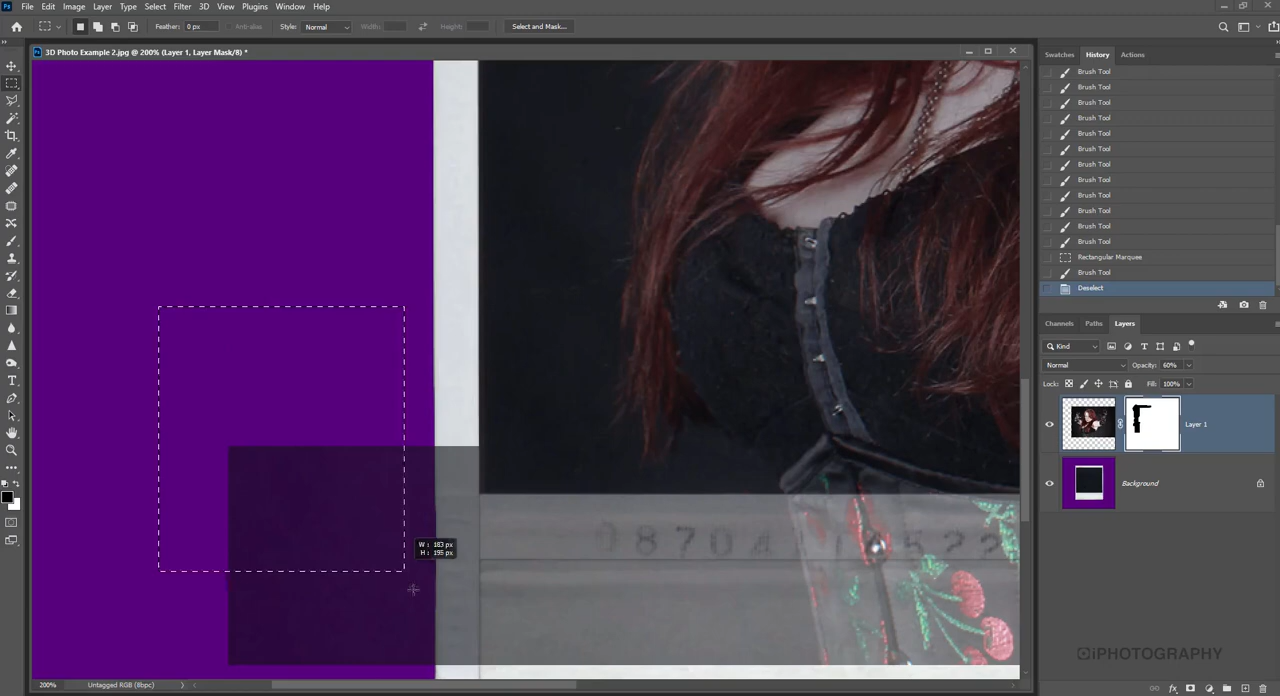 Ps File Edit Image Layer Type Select Filter 3D View Plugins Window Help
Feather: 0 px Anti-alias Style: Normal Width: Height: Select and Mask...
Ps 3D Photo Example 2.jpg @ 200% (Layer 1, Layer Mask/8) *
Swatches History Actions
Brush Tool
Brush Tool
Brush Tool
Brush Tool
Brush Tool
Brush Tool
Brush Tool
Brush Tool
Brush Tool
Brush Tool
Brush Tool
Brush Tool
Rectangular Marquee
Brush Tool
Deselect
Channels Paths Layers
Kind
Normal Opacity: 60%
Lock: Fill: 100%
Layer 1
Background
W : 183 px
H : 195 px
iPHOTOGRAPHY
200% Untagged RGB (8bpc)
fx